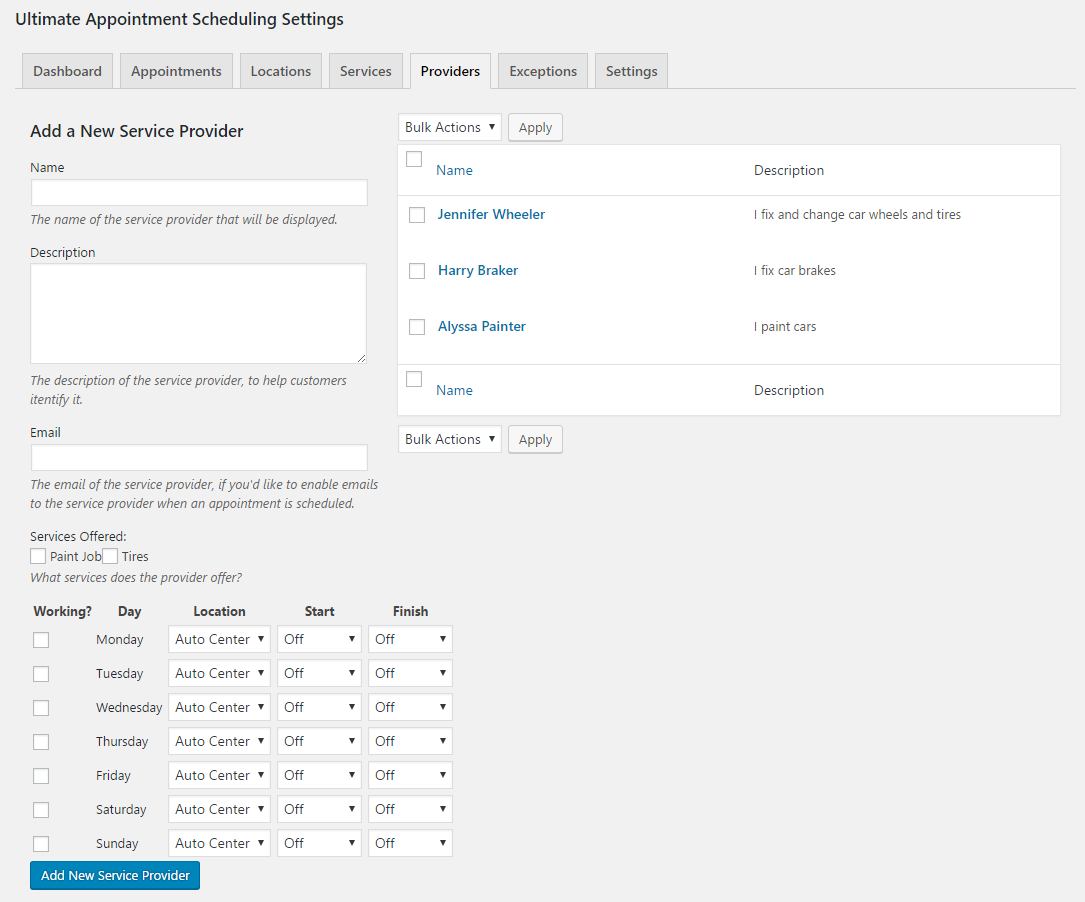 Ultimate Appointment Scheduling Settings
Dashboard Appointments Locations Services Providers Exceptions Settings
Add a New Service Provider
Name
The name of the service provider that will be displayed.
Description
The description of the service provider, to help customers
itentify it.
Email
The email of the service provider, if you'd like to enable emails
to the service provider when an appointment is scheduled.
Services Offered:
Paint Job Tires
What services does the provider offer?
Working? Day Location Start Finish
Monday Auto Center Off Off
Tuesday Auto Center Off Off
Wednesday Auto Center Off Off
Thursday Auto Center Off Off
Friday Auto Center Off Off
Saturday Auto Center Off Off
Sunday Auto Center Off Off
Add New Service Provider
Bulk Actions Apply
Name Description
Jennifer Wheeler I fix and change car wheels and tires
Harry Braker I fix car brakes
Alyssa Painter I paint cars
Name Description
Bulk Actions Apply